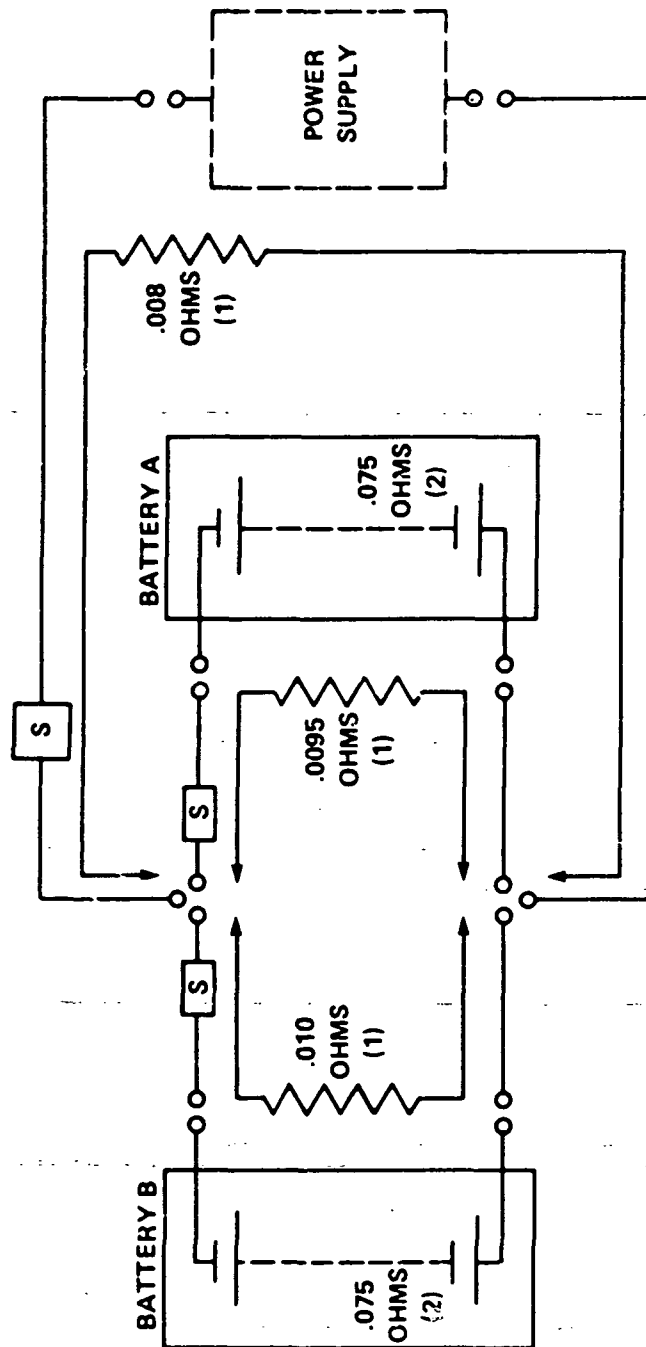 BATTERY B
.075
OHMS
(2)
S
.010
OHMS
(1)
S
.0095
OHMS
(1)
BATTERY A
.075
OHMS
(2)
S
.008
OHMS
(1)
POWER
SUPPLY